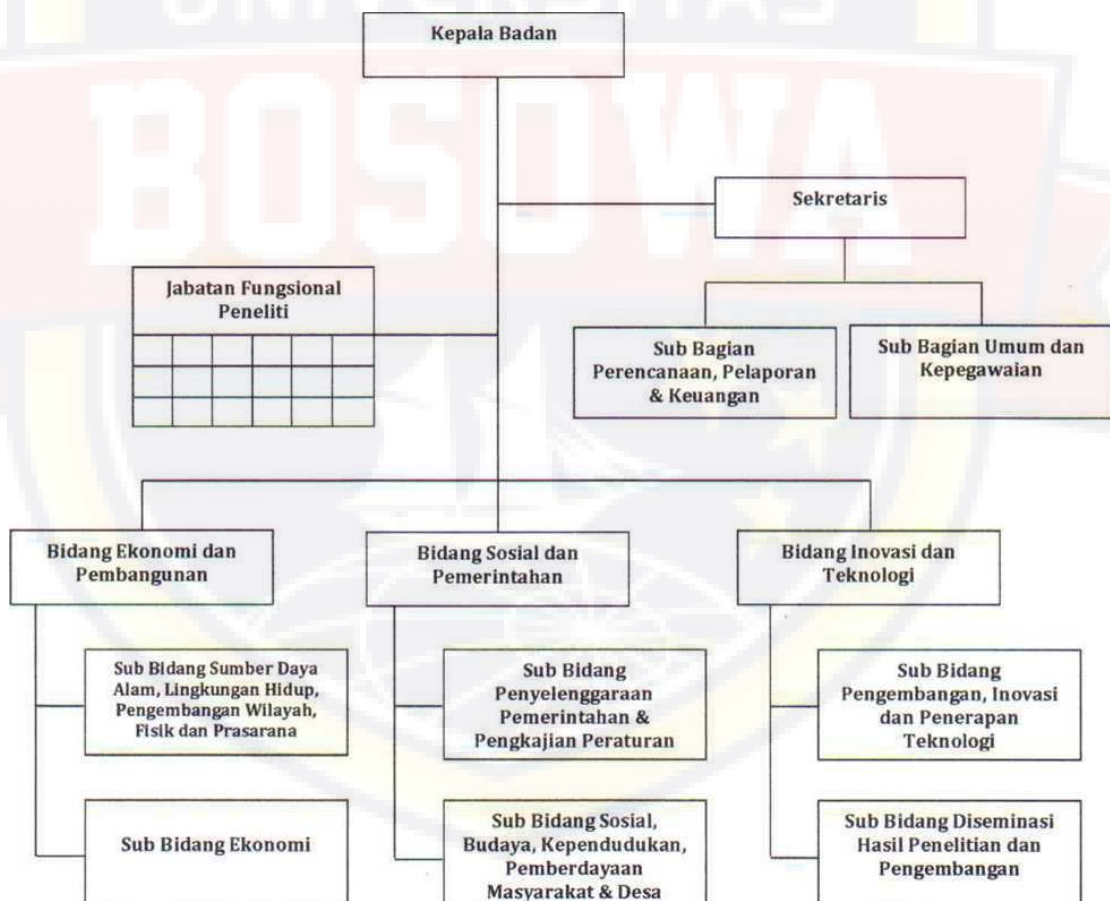 UNIVERSITAS
BOSOWA
Kepala Badan
Sekretaris
Jabatan Fungsional
Peneliti
Sub Bagian
Perencanaan, Pelaporan
& Keuangan
Sub Bagian Umum dan
Kepegawaian
Bidang Ekonomi dan
Pembangunan
Bidang Sosial dan
Pemerintahan
Bidang Inovasi dan
Teknologi
Sub Bidang Sumber Daya
Alam, Lingkungan Hidup,
Pengembangan Wilayah,
Fisik dan Prasarana
Sub Bidang
Penyelenggaraan
Pemerintahan &
Pengkajian Peraturan
Sub Bidang
Pengembangan, Inovasi
dan Penerapan
Teknologi
Sub Bidang Ekonomi
Sub Bidang Sosial,
Budaya, Kependudukan,
Pemberdayaan
Masyarakat & Desa
Sub Bidang Diseminasi
Hasil Penelitian dan
Pengembangan